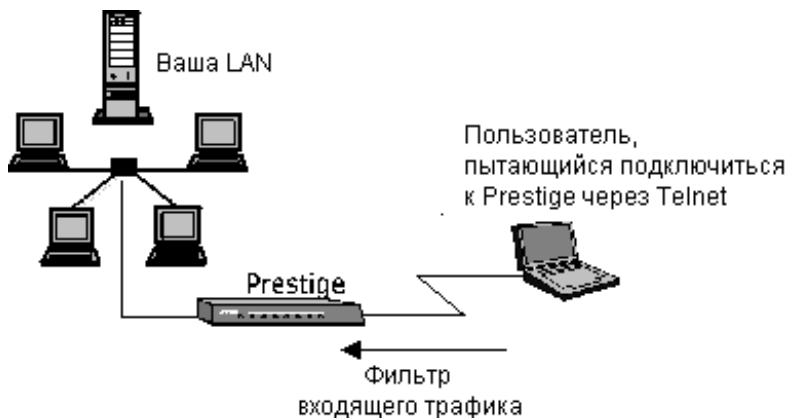 Ваша LAN
Пользователь,
пытающийся подключиться
к Prestige через Telnet
Prestige
Фильтр
входящего трафика